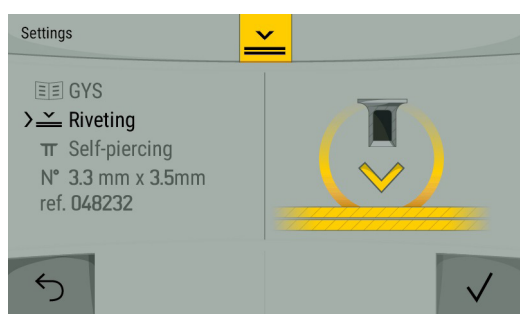 Settings
GYS
Riveting
Self-piercing
N° 3.3 mm x 3.5mm
ref. 048232